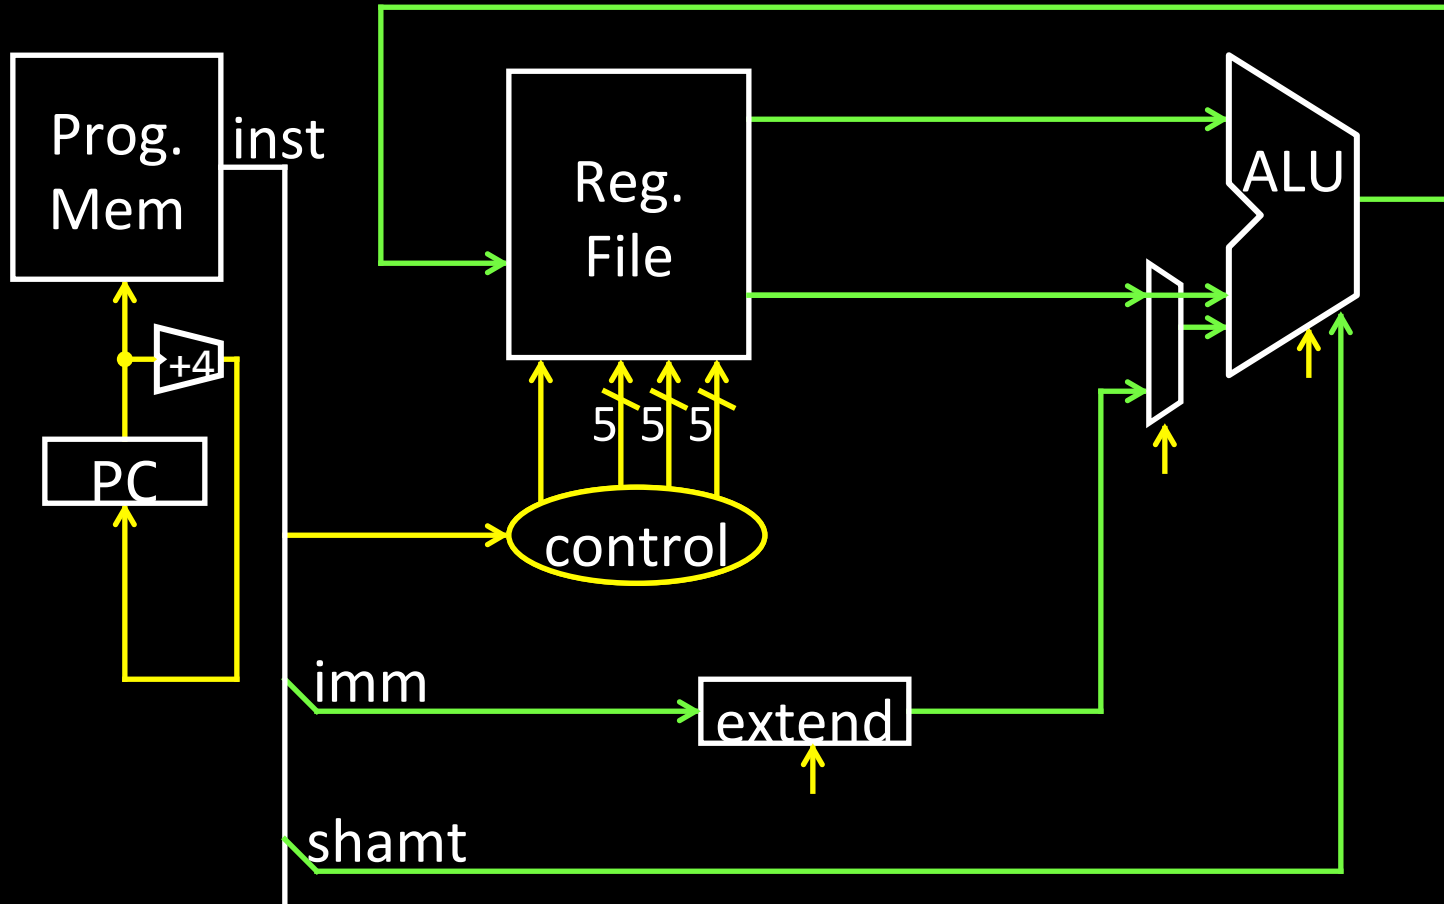 Prog.
Mem
inst
Reg.
File
ALU
+4
5 5 5
PC
control
imm
extend
shamt